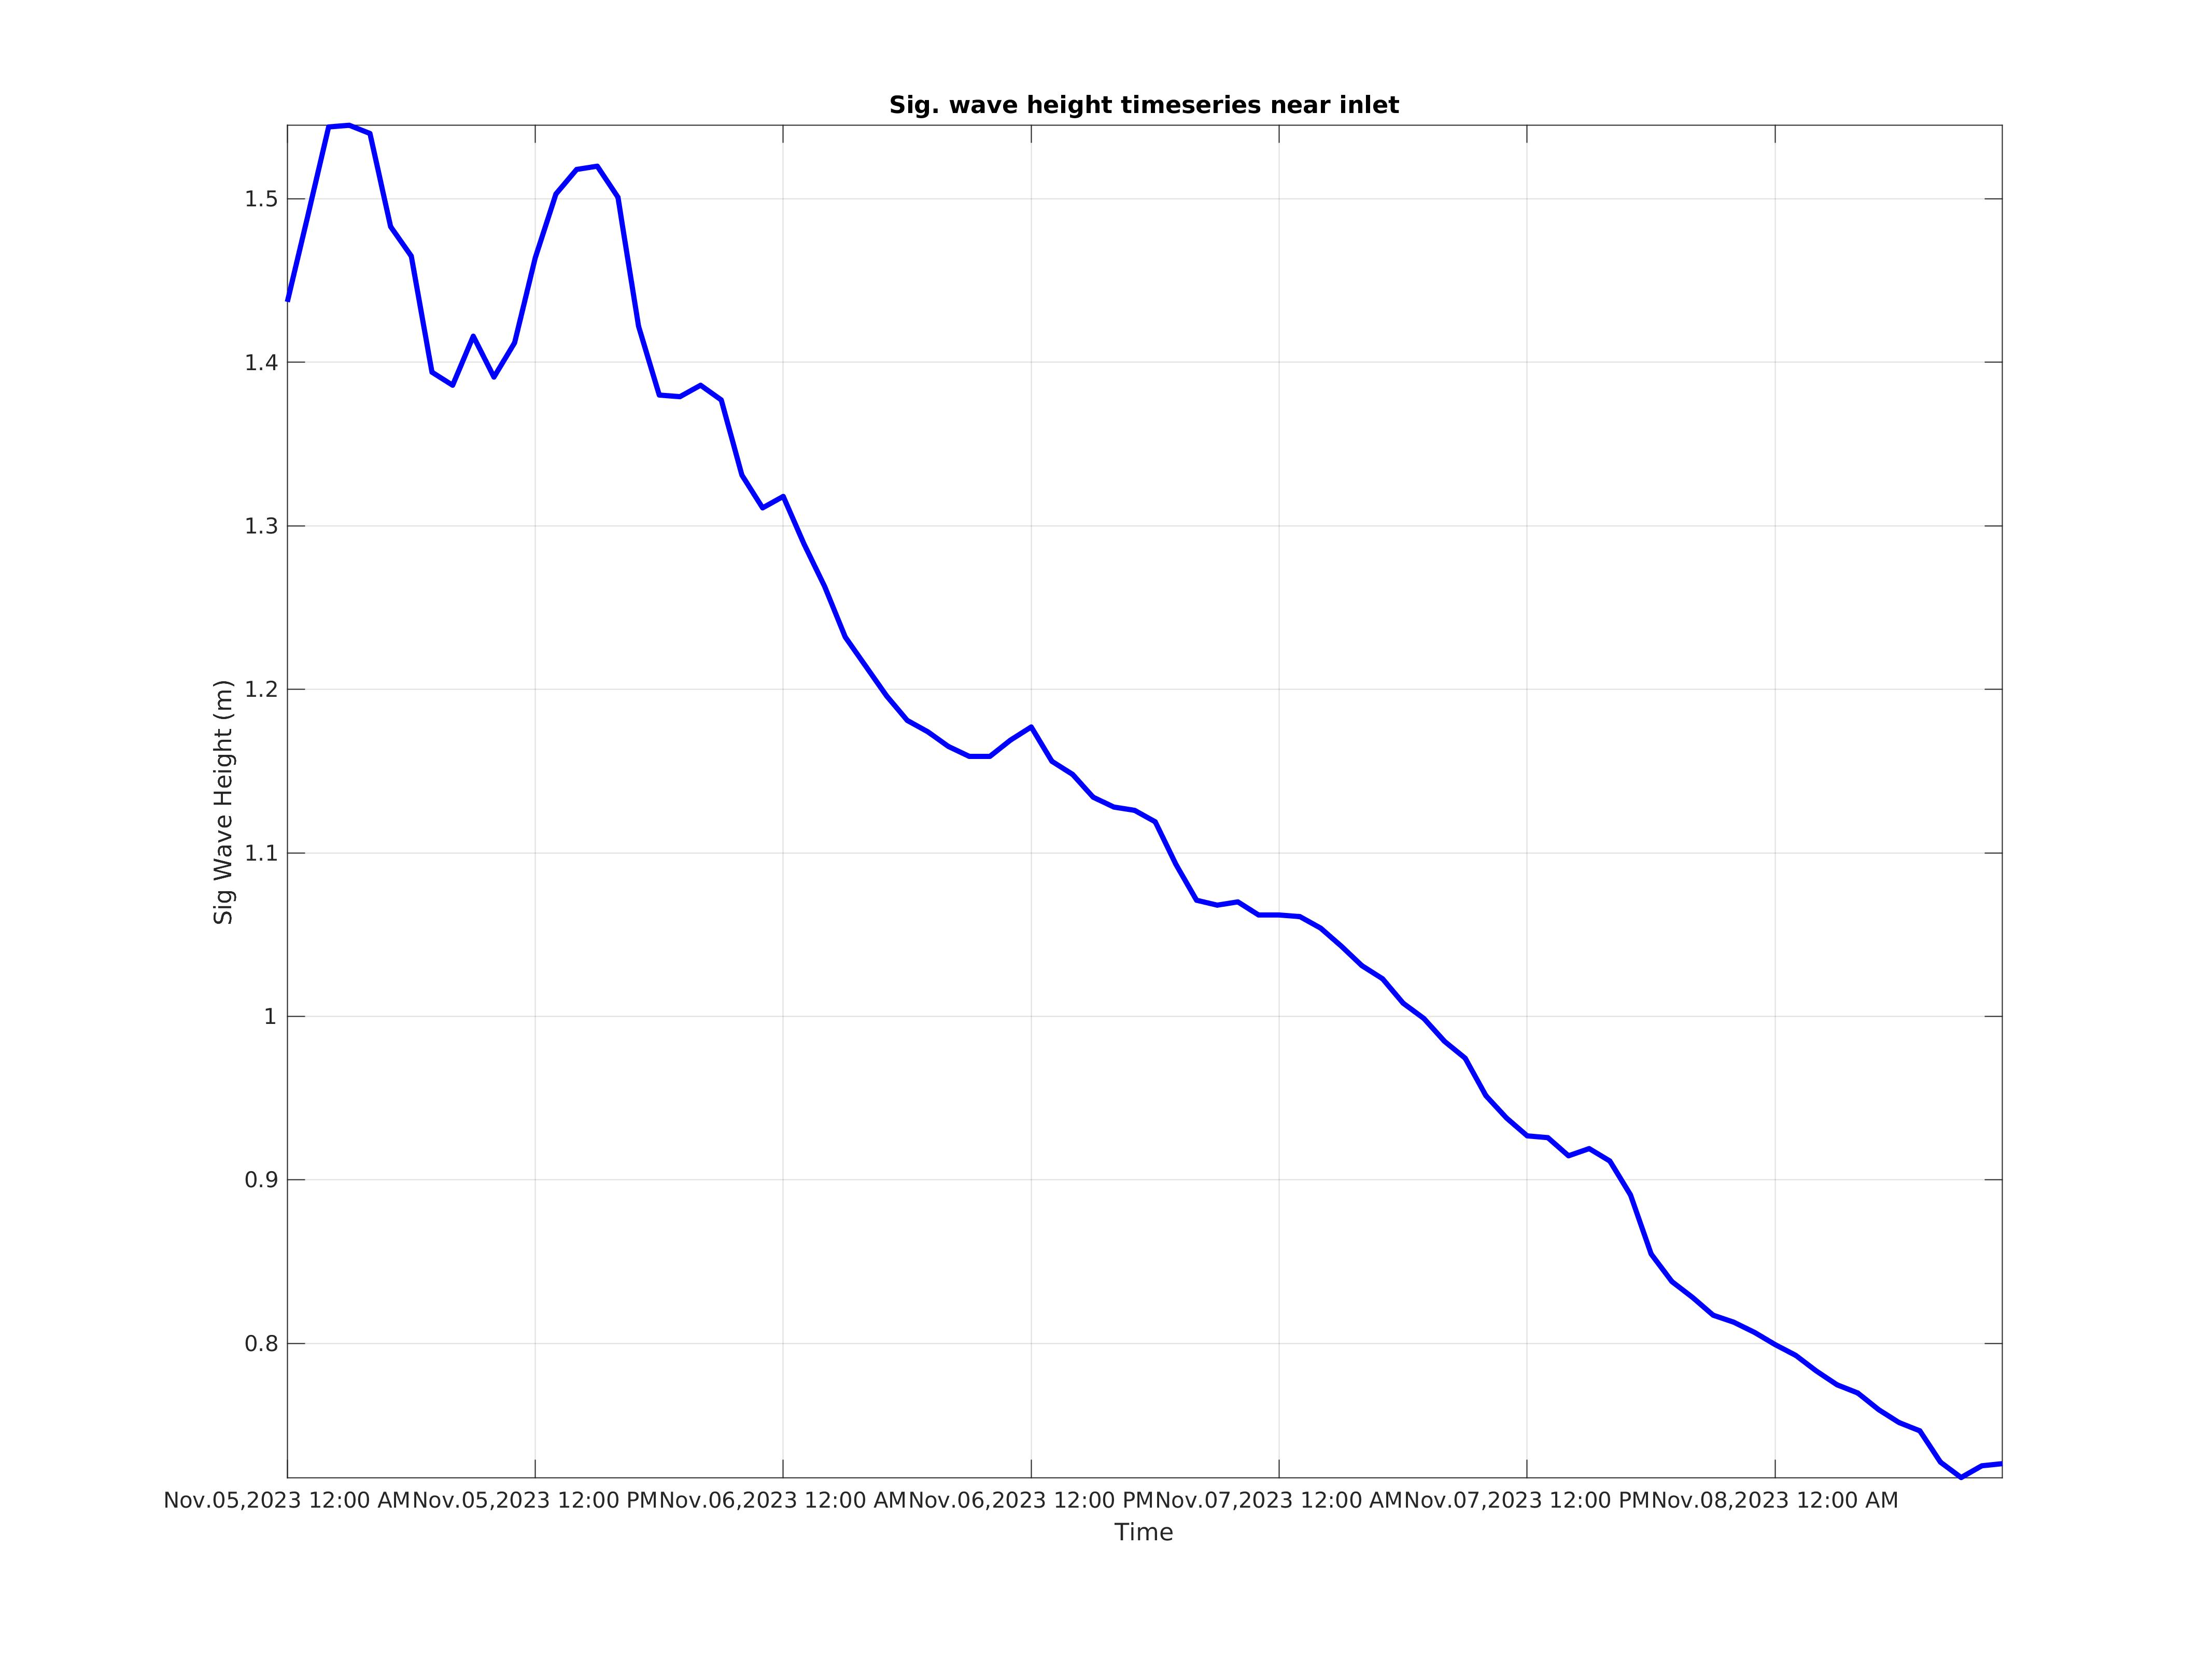 Sig. wave height timeseries near inlet
1.5
1.4
1.3
1.2
1.1
1
0.9
0.8
Sig Wave Height (m)
Nov.05,2023 12:00 AM Nov.05,2023 12:00 PM Nov.06,2023 12:00 AM Nov.06,2023 12:00 PM Nov.07,2023 12:00 AM Nov.07,2023 12:00 PM Nov.08,2023 12:00 AM
Time